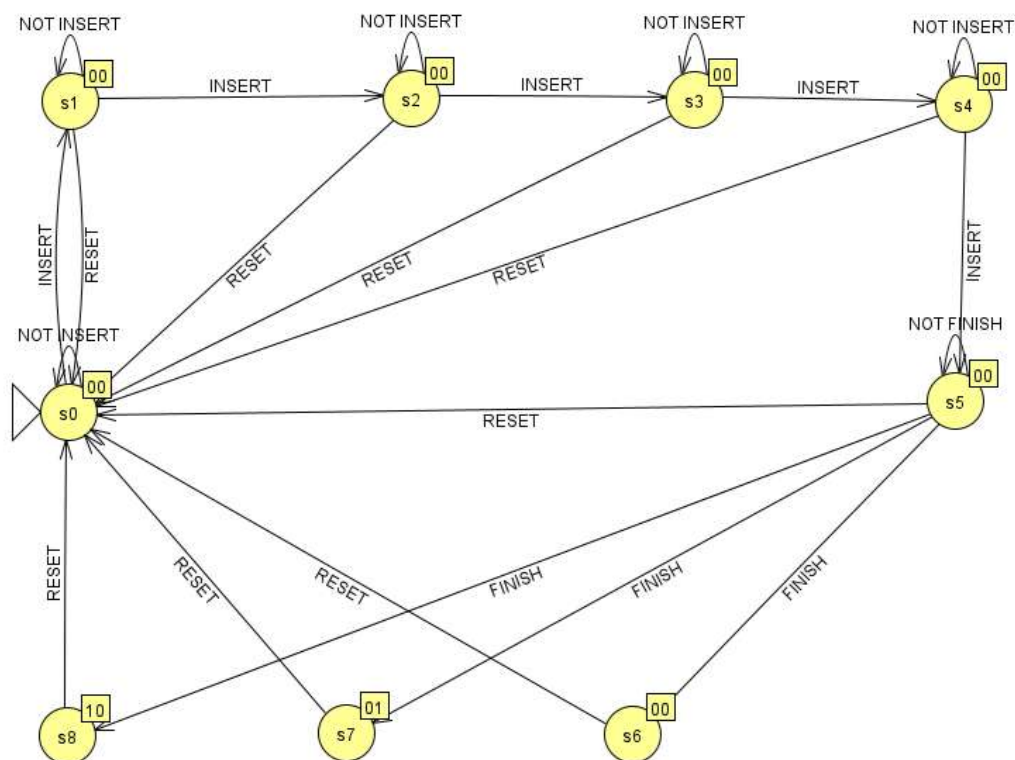 NOT INSERT
NOT INSERT
NOT INSERT
NOT INSERT
00
00
00
00
s1
INSERT
s2
INSERT
s3
INSERT
s4
INSERT
RESET
RESET
RESET
RESET
INSERT
NOT INSERT
NOT FINISH
00
00
s0
s5
RESET
RESET
RESET
RESET
FINISH
FINISH
FINISH
10
01
00
s8
s7
s6